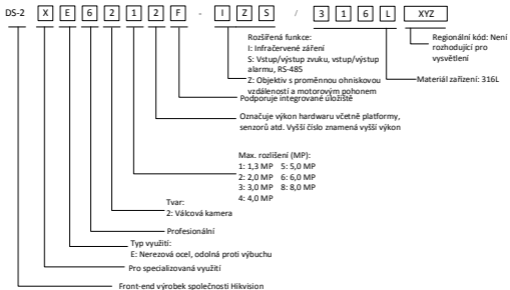 DS-2 X E 6 2 1 2 F - I Z S / 3 1 6 L XYZ
Rozšířená funkce:
I: Infračervené záření
S: Vstup/výstup zvuku, vstup/výstup
alarmu, RS-485
Z: Objektiv s proměnnou ohniskovou
vzdáleností a motorovým pohonem
Regionální kód: Není
rozhodující pro
vysvětlení
Materiál zařízení: 316L
Podporuje integrované úložiště
Označuje výkon hardwaru včetně platformy,
senzorů atd. Vyšší číslo znamená vyšší výkon
Max. rozlišení (MP):
1: 1,3 MP 5: 5,0 MP
2: 2,0 MP 6: 6,0 MP
3: 3,0 MP 8: 8,0 MP
4: 4,0 MP
Tvar:
2: Válcová kamera
Profesionální
Typ využití:
E: Nerezová ocel, odolná proti výbuchu
Pro specializovaná využití
Front-end výrobek společnosti Hikvision